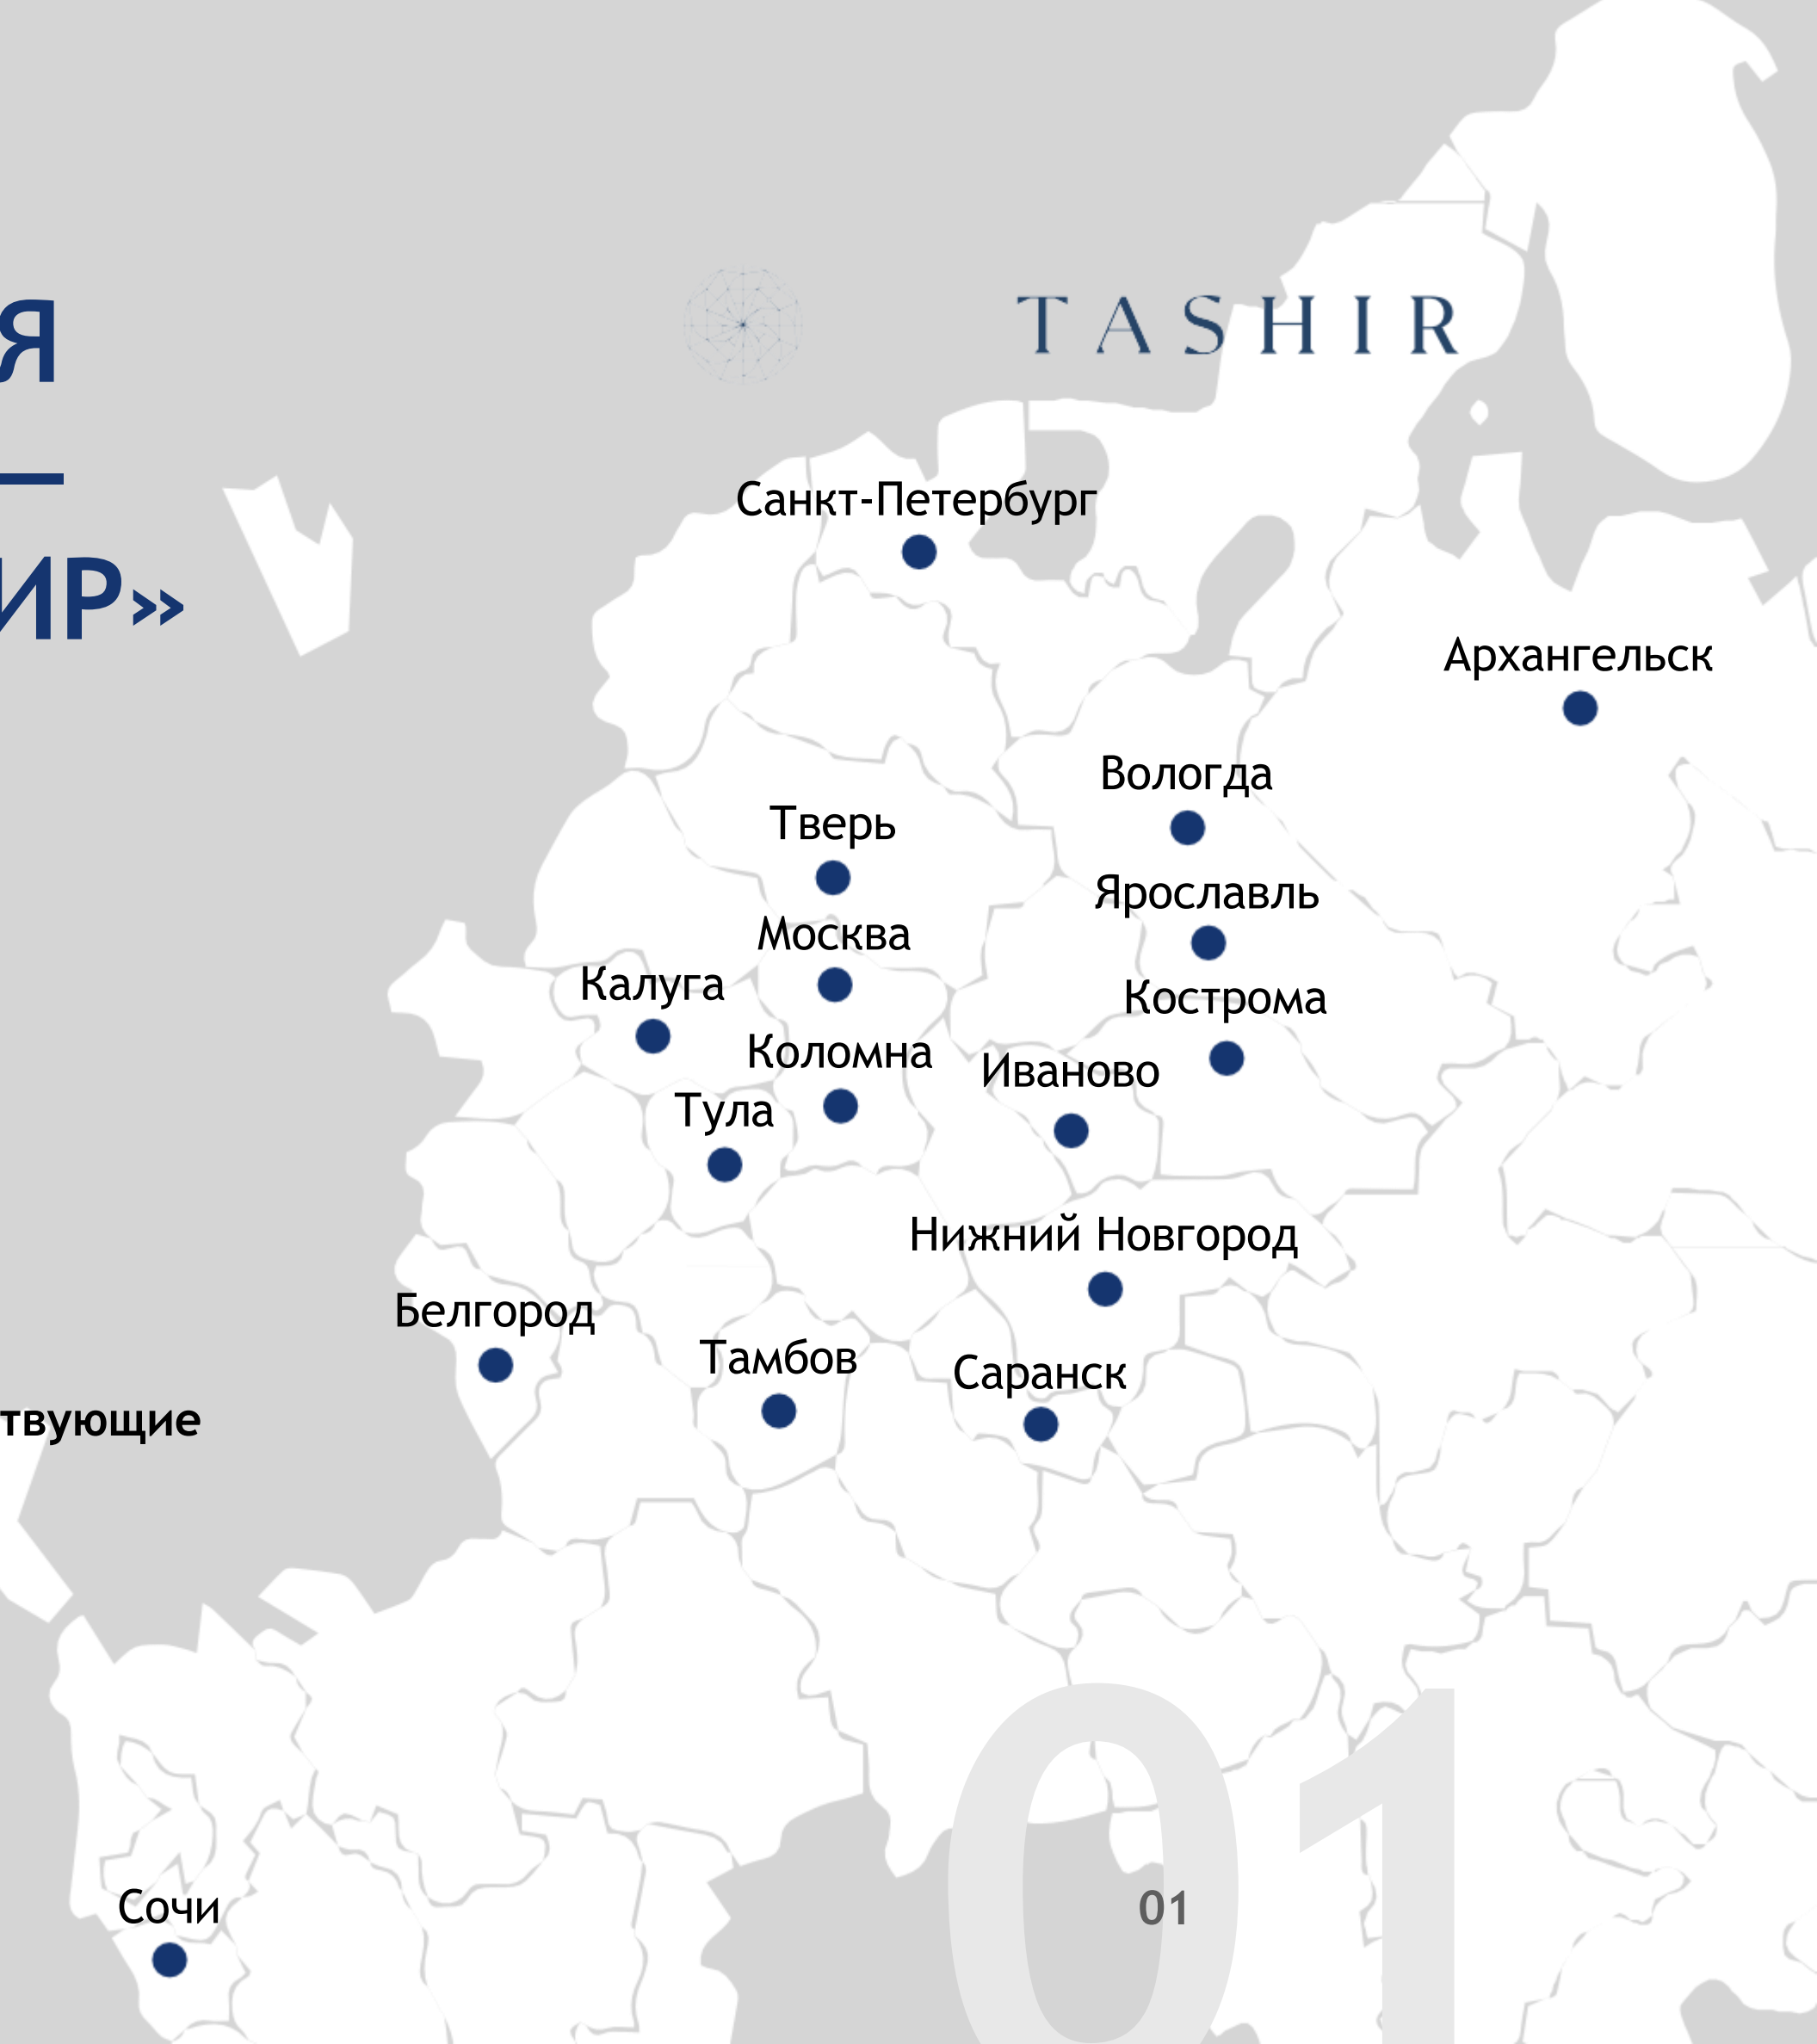 Я
TASHIR
—
Санкт-Петербург
ИР»
Архангельск
Вологда
Тверь
Ярославль
Москва
Калуга
Кострома
Коломна
Иваново
Тула
Нижний Новгород
Белгород
Тамбов
Саранск
твующие
01
Сочи
01